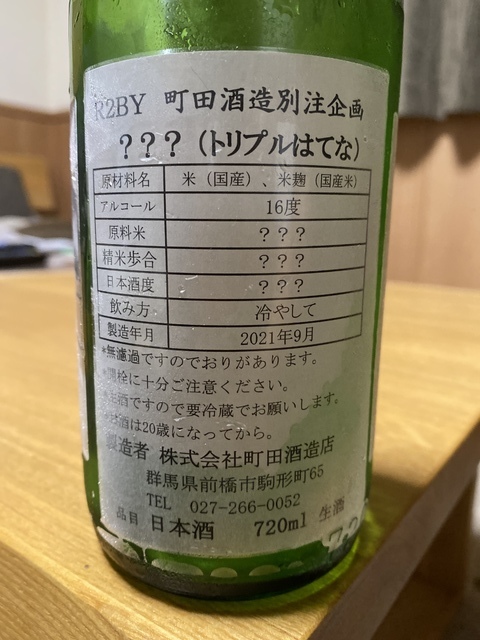 R2BY 町田酒造別注企画
？？？（トリプルはてな）
原材料名 米（国産）、米麹（国産米）
アルコール 16度
原料米 ？？？
精米歩合 ？？？
日本酒度 ？？？
飲み方 冷やして
製造年月 2021年9月
*無濾過ですのでおりがあります。
*開栓に十分ご注意ください。
*生酒ですので要冷蔵でお願いします。
*お酒は20歳になってから。
製造者 株式会社町田酒造店
群馬県前橋市駒形町65
TEL 027-266-0052
品目 日本酒 720ml 生酒